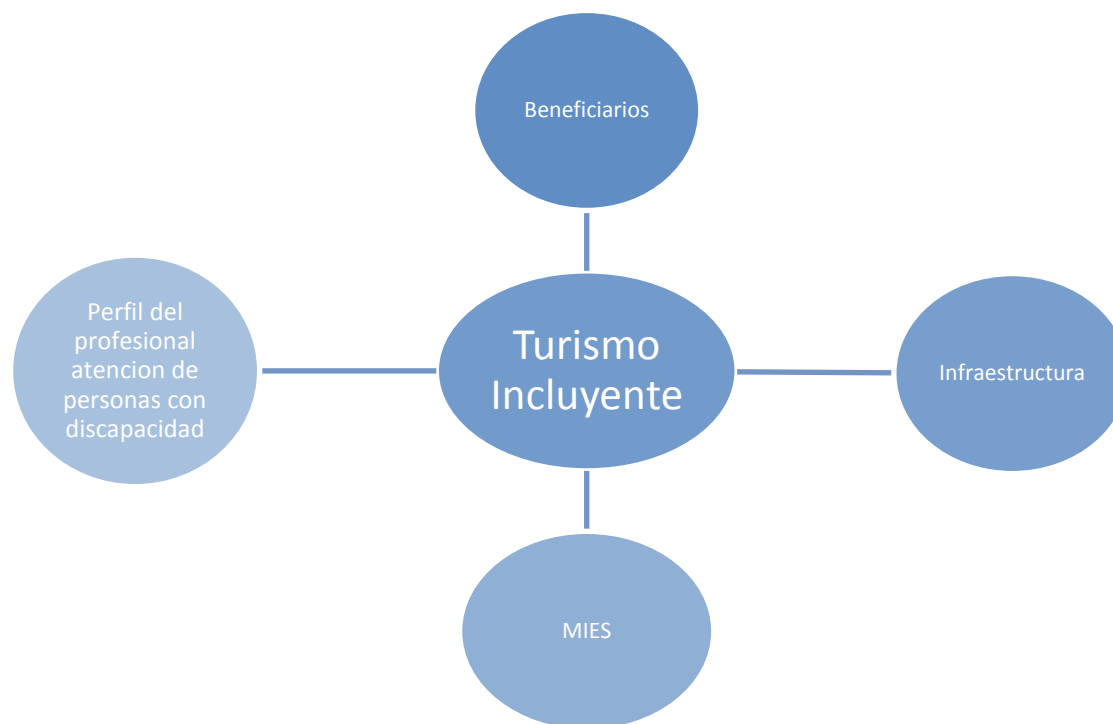 Beneficiarios
Perfil del
profesional
atencion de
personas con
discapacidad
Turismo
Incluyente
Infraestructura
MIES